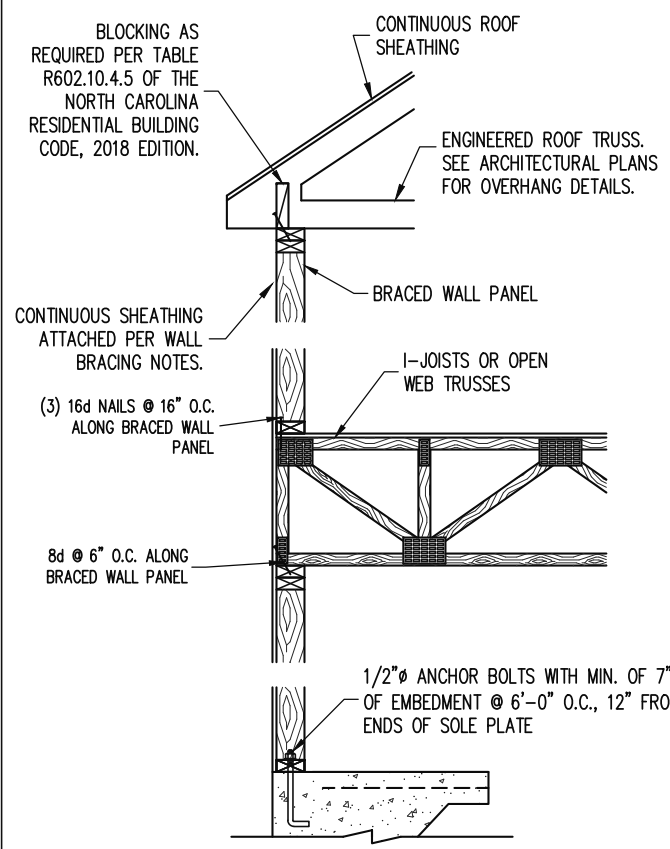 BLOCKING AS
REQUIRED PER TABLE
R602.10.4.5 OF THE
NORTH CAROLINA
RESIDENTIAL BUILDING
CODE, 2018 EDITION.
CONTINUOUS ROOF
SHEATHING
ENGINEERED ROOF TRUSS.
SEE ARCHITECTURAL PLANS
FOR OVERHANG DETAILS.
BRACED WALL PANEL
CONTINUOUS SHEATHING
ATTACHED PER WALL
BRACING NOTES.
I-JOISTS OR OPEN
WEB TRUSSES
(3) 16d NAILS @ 16" O.C.
ALONG BRACED WALL
PANEL
8d @ 6" O.C. ALONG
BRACED WALL PANEL
1/2"ø ANCHOR BOLTS WITH MIN. OF 7"
OF EMBEDMENT @ 6'-0" O.C., 12" FRO
ENDS OF SOLE PLATE